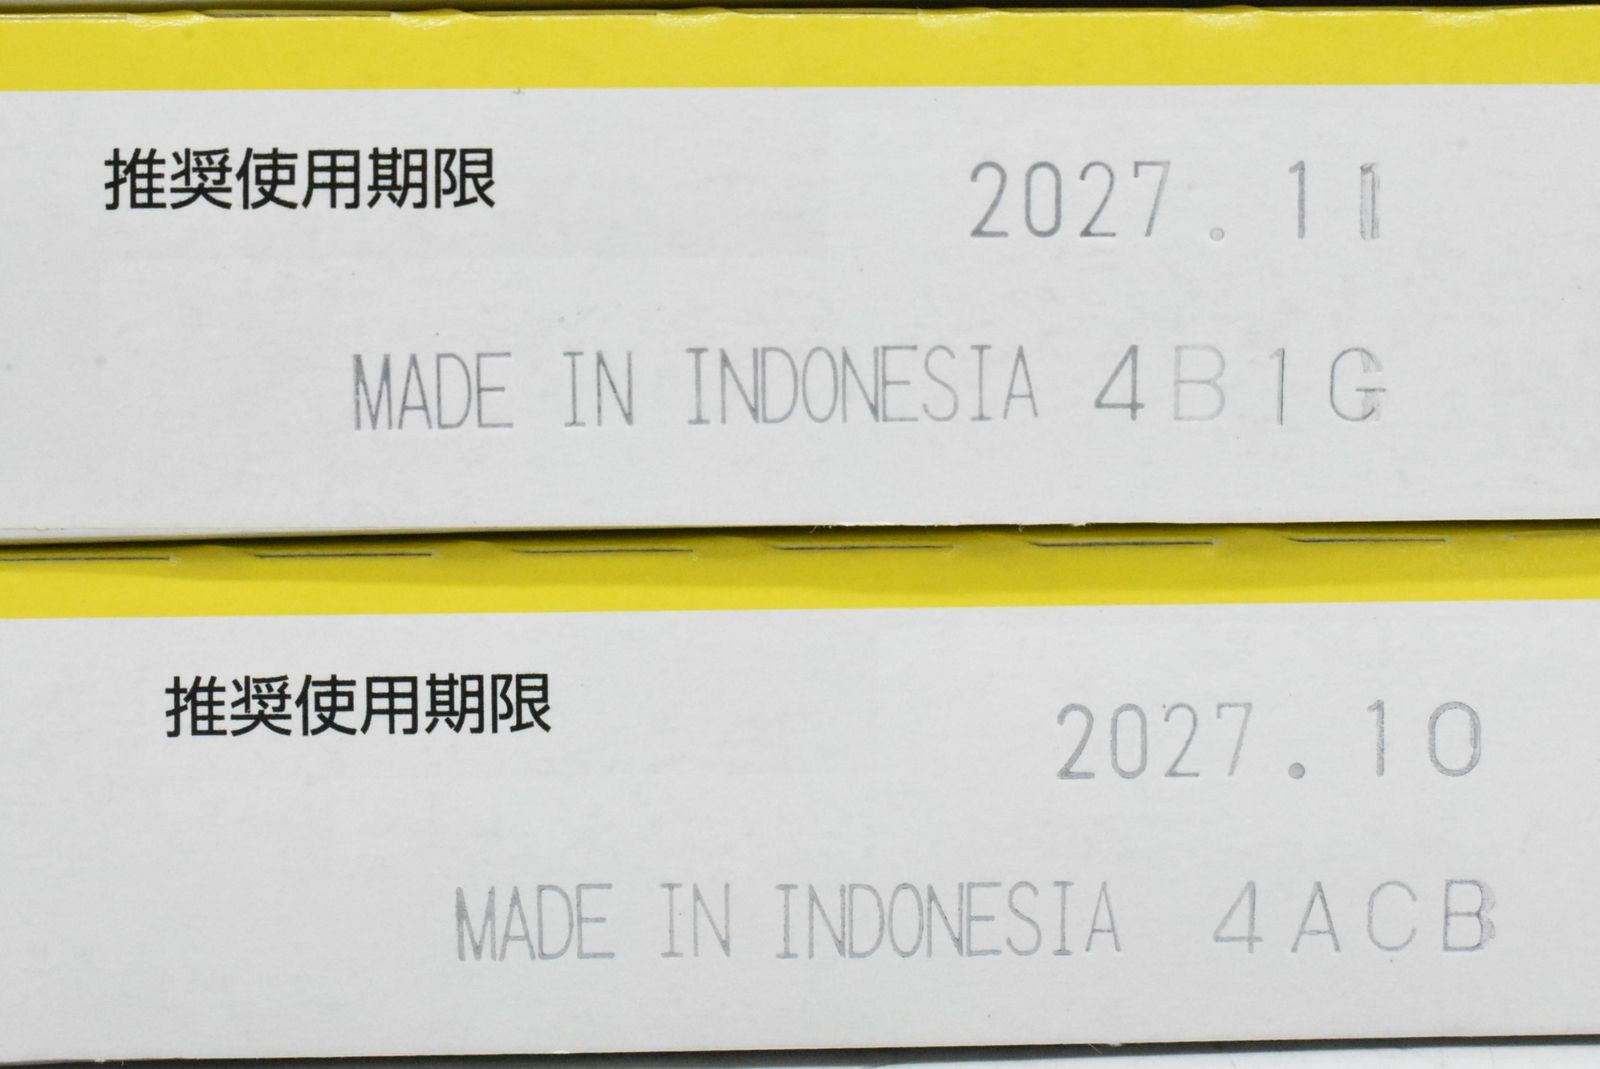 推奨使用期限 2027.11
MADE IN INDONESIA 4B1G
推奨使用期限 2027.10
MADE IN INDONESIA 4ACB